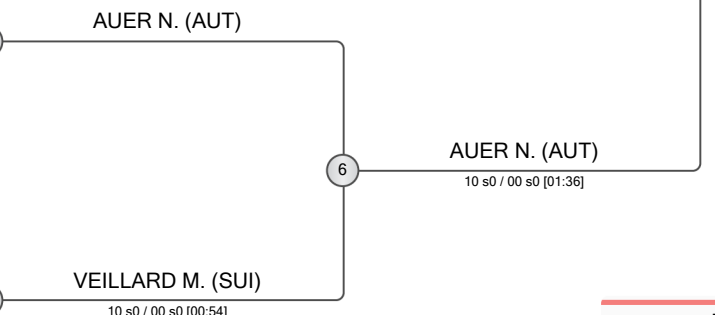 AUER N. (AUT)
6
AUER N. (AUT)
10 s0 / 00 s0 [01:36]
VEILLARD M. (SUI)
10 s0 / 00 s0 [00:54]